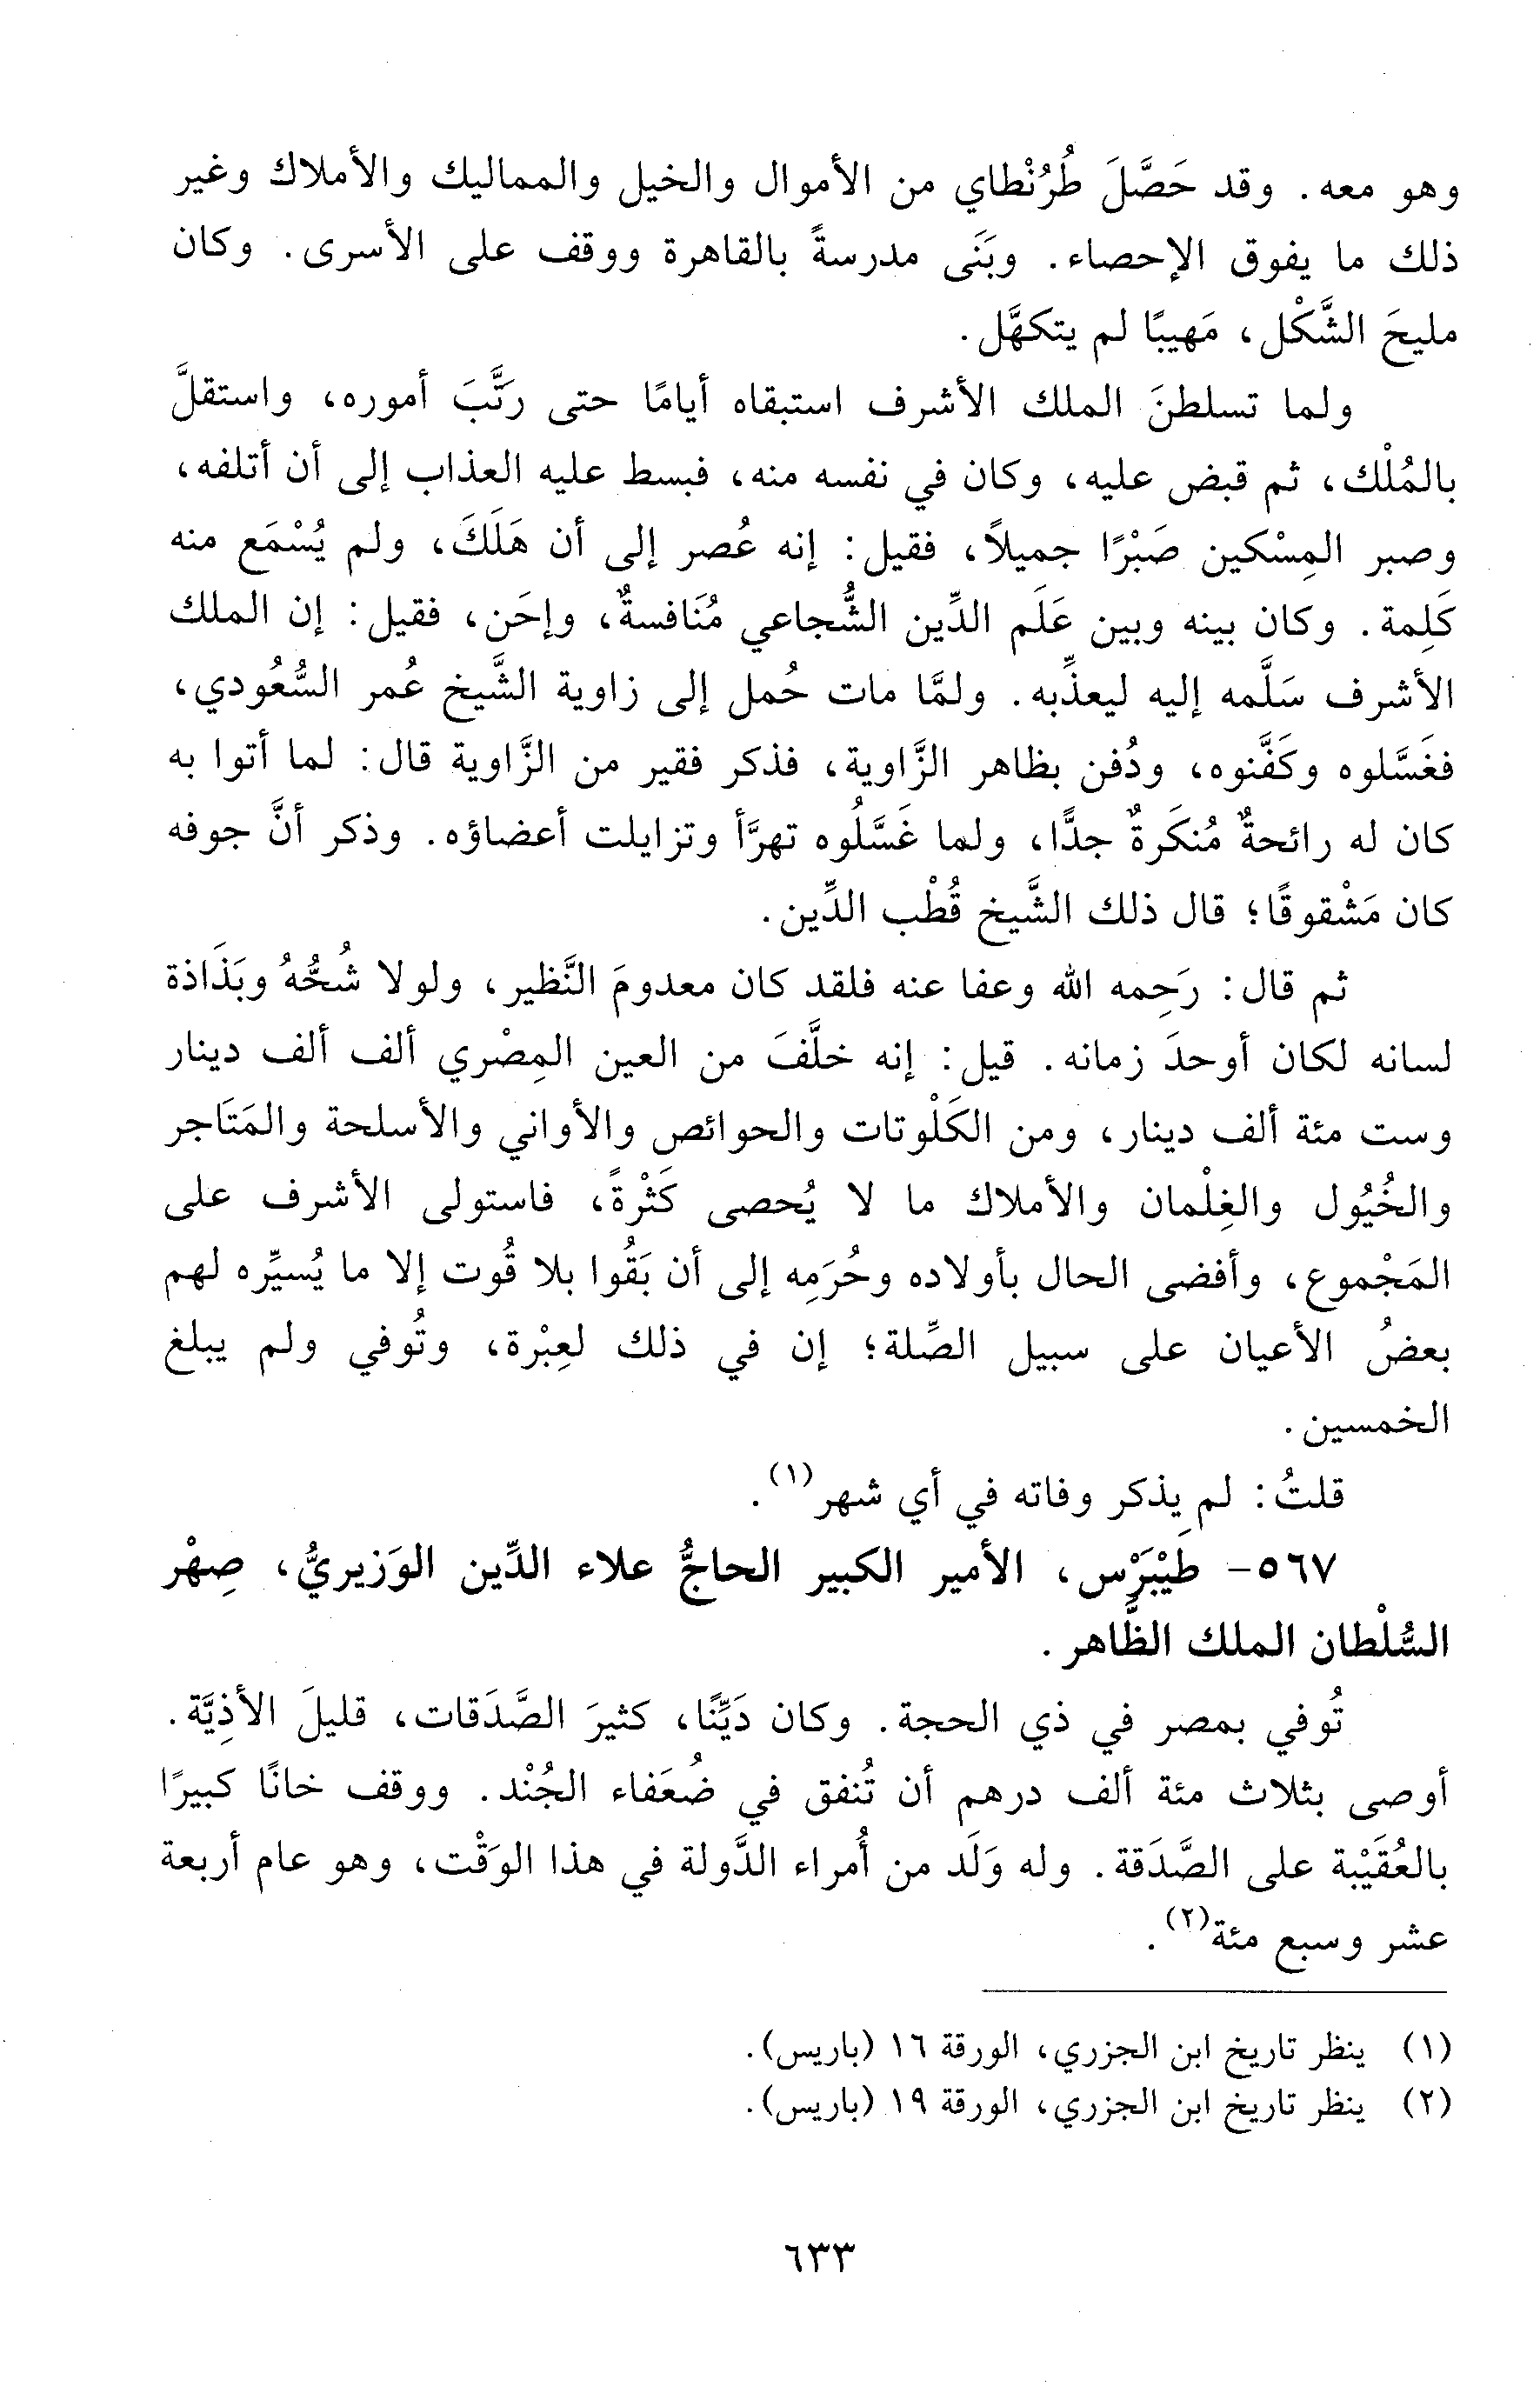 وهو معه. وقد حَصَّلَ طُرُنْطاي من الأموال والخيل والمماليك والأملاك وغير
ذلك ما يفوق الإحصاء. وبَنَى مدرسةً بالقاهرة ووقف على الأسرى. وكان
مليحَ الشَّكْل، مَهيبًا لم يتكهَّل.
ولما تسلطنَ الملك الأشرف استبقاه أيامًا حتى رَتَّبَ أموره، واستقلَّ
بالمُلْك، ثم قبض عليه، وكان في نفسه منه، فبسط عليه العذاب إلى أن أتلفه،
وصبر المِسْكين صَبْرًا جميلاً، فقيل: إنه عُصر إلى أن هَلَكَ، ولم يُسْمَع منه
كَلِمة. وكان بينه وبين عَلَم الدِّين الشُّجاعي مُنَافسةٌ، وإحَن، فقيل: إن الملك
الأشرف سَلَّمه إليه ليعذِّبه. ولمَّا مات حُمل إلى زاوية الشَّيخ عُمر السُّعُودي،
فغَسَّلوه وكَفَّنوه، ودُفن بظاهر الزَّاوية، فذكر فقير من الزَّاوية قال: لما أتوا به
كان له رائحةٌ مُنكَرةٌ جدًّا، ولما غَسَّلُوه تهرَّأ وتزايلت أعضاؤه. وذكر أنَّ جوفه
كان مَشْقوقًا؛ قال ذلك الشَّيخ قُطْب الدِّين.
ثم قال: رَحِمه الله وعفا عنه فلقد كان معدومَ النَّظير، ولولا شُحُّهُ وبَذَاذة
لسانه لكان أوحدَ زمانه. قيل: إنه خلَّفَ من العين المِصْري ألف ألف دينار
وست مئة ألف دينار، ومن الكَلْوتات والحوائص والأواني والأسلحة والمَتَاجر
والخُيُول والغِلْمان والأملاك ما لا يُحصى كَثْرةً، فاستولى الأشرف على
المَجْموع، وأفضى الحال بأولاده وحُرَمِه إلى أن بَقُوا بلا قُوت إلا ما يُسيِّره لهم
بعضُ الأعيان على سبيل الصِّلة؛ إن في ذلك لعِبْرة، وتُوفي ولم يبلغ
الخمسين.
قلتُ: لم يذكر وفاته في أي شهر(١).
٥٦٧- طَيْبَرْس، الأمير الكبير الحاجُّ علاء الدِّين الوَزيريُّ، صِهْر
السُّلْطان الملك الظَّاهر.
تُوفي بمصر في ذي الحجة. وكان دَيِّنًا، كثيرَ الصَّدَقات، قليلَ الأذِيَّة.
أوصى بثلاث مئة ألف درهم أن تُنفق في ضُعَفاء الجُنْد. ووقف خانًا كبيرًا
بالعُقَيْبة على الصَّدَقة. وله وَلَد من أُمراء الدَّولة في هذا الوَقْت، وهو عام أربعة
عشر وسبع مئة(٢).
(١) ينظر تاريخ ابن الجزري، الورقة ١٦ (باريس).
(٢) ينظر تاريخ ابن الجزري، الورقة ١٩ (باريس).
٦٣٣